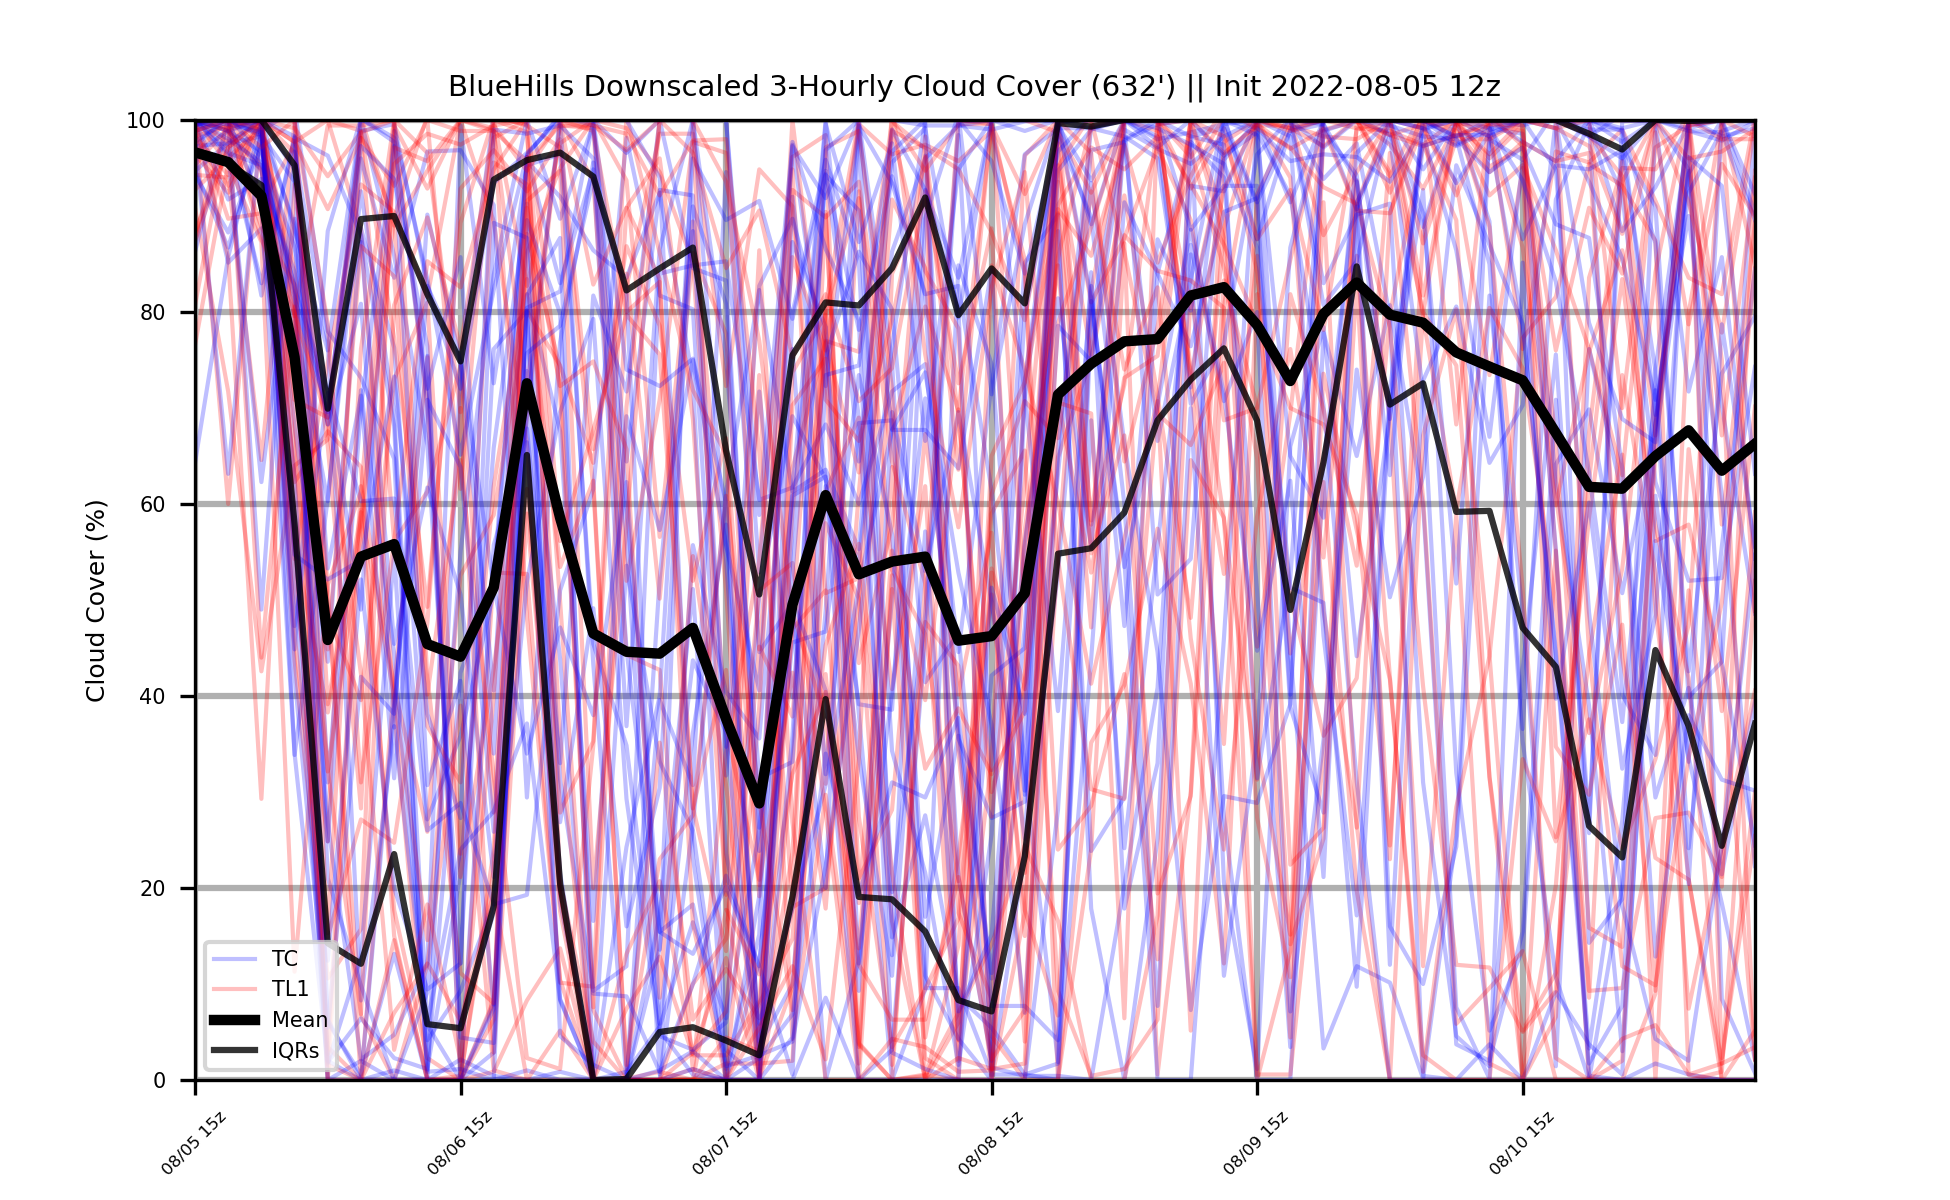 BlueHills Downscaled 3-Hourly Cloud Cover (632') || Init 2022-08-05 12z
Cloud Cover (%)
100
80
60
40
20
0
TC
TL1
Mean
IQRs
08/05 15z
08/06 15z
08/07 15z
08/08 15z
08/09 15z
08/10 15z